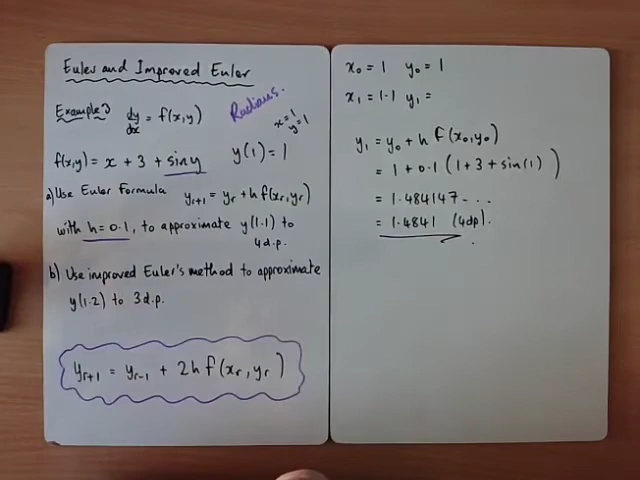 Euler and Improved Euler
Example 3 dy/dx = f(x,y) Radians.
x=1
y=1
f(x,y) = x + 3 + sin y y(1) = 1
a) Use Euler Formula y_{r+1} = y_r + h f(x_r, y_r)
with h = 0.1, to approximate y(1.1) to
4 d.p.
b) Use improved Euler's method to approximate
y(1.2) to 3 d.p.
y_{r+1} = y_{r-1} + 2h f(x_r, y_r)
x_0 = 1 y_0 = 1
x_1 = 1.1 y_1 =
y_1 = y_0 + h f(x_0, y_0)
= 1 + 0.1 (1 + 3 + sin(1))
= 1.484147 - ...
= 1.4841 (4dp).